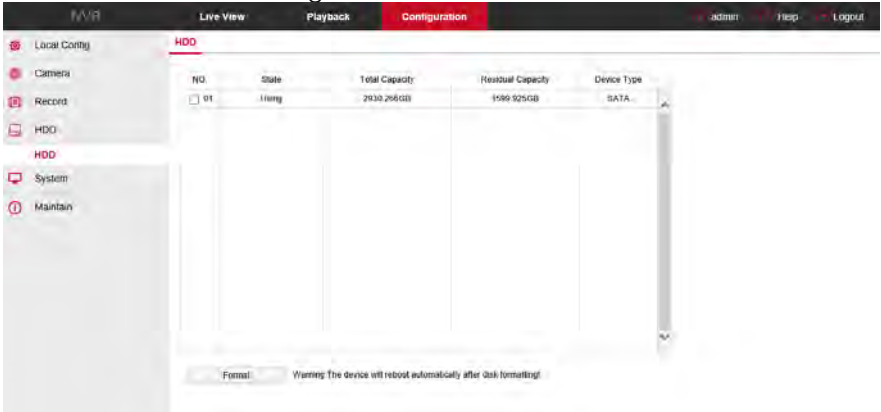 NVR Live View Playback Configuration admin Help Logout
Local Config
HDD
Camera
NO. State Total Capacity Residual Capacity Device Type
Record
01 Using 2930.266GB 1599.925GB SATA
HDD
HDD
System
Maintain
Format Warning The device will reboot automatically after disk formatting!